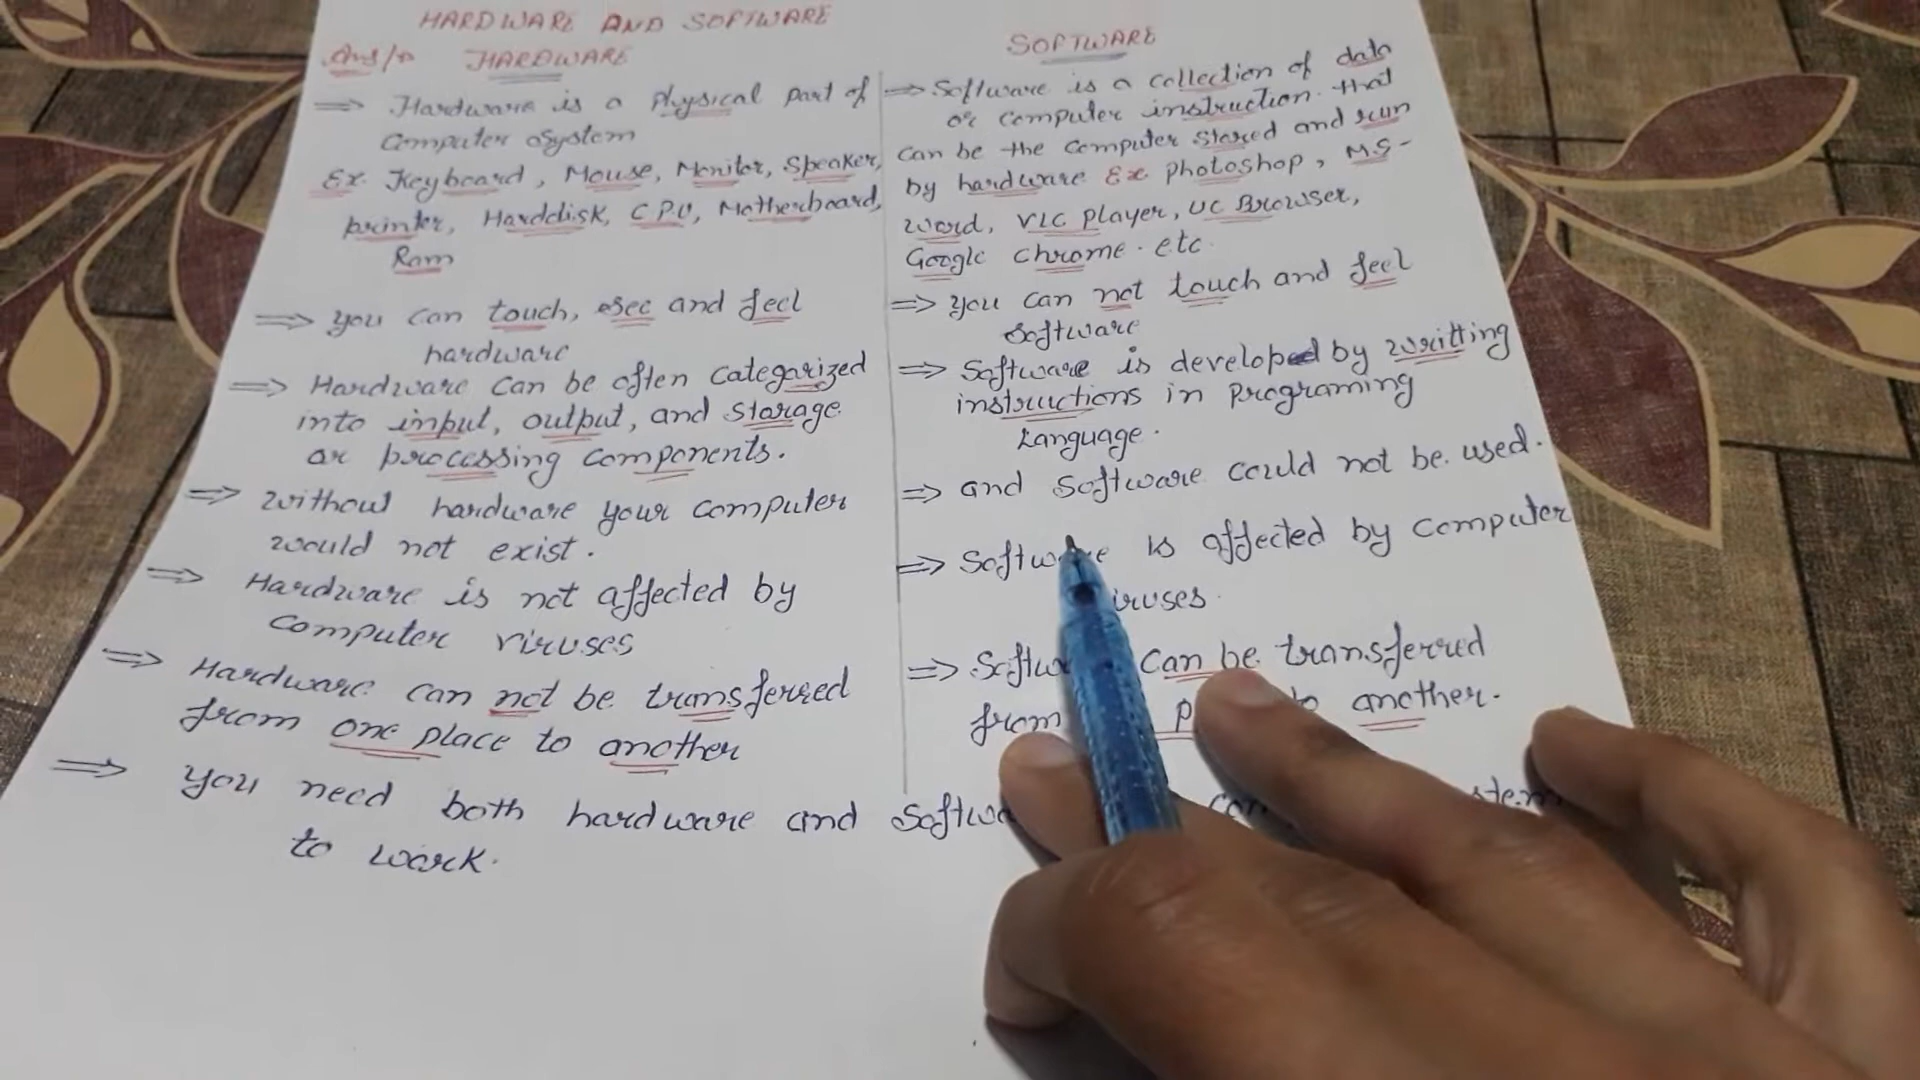 HARDWARE AND SOFTWARE
Ans/n HARDWARE
⇒ Hardware is a physical part of
Computer System
Ex. Keyboard, Mouse, Monitor, Speaker,
printer, Harddisk, CPU, Motherboard,
Ram
⇒ you can touch, see and feel
hardware
⇒ Hardware can be often categarized
into input, output, and storage
or processing components.
⇒ without hardware your computer
would not exist.
⇒ Hardware is not affected by
computer viruses
⇒ Hardware can not be transferred
from one place to another
SOFTWARE
⇒ Software is a collection of data
or computer instruction that
can be the computer stored and run
by hardware Ex photoshop, M.S-
word, VLC player, UC Browser,
Google chrome. etc.
⇒ you can not touch and feel
software
⇒ Software is developed by writting
instructions in programing
Language.
⇒ and software could not be used.
⇒ Software is affected by computer
viruses.
⇒ can be transferred
from to another.
⇒ you need both hardware and
to work.